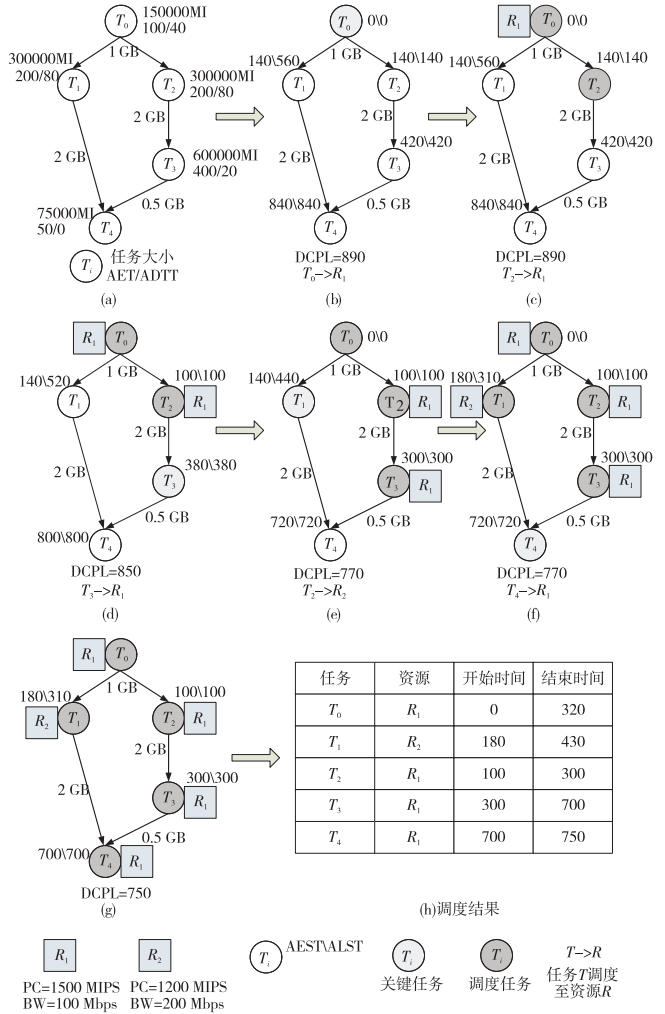 T0 150000MI
100/40
1 GB
300000MI
200/80
T1
T2
300000MI
200/80
2 GB
2 GB
T3
600000MI
400/20
0.5 GB
75000MI
50/0
T4
Ti
任务大小
AET/ADTT
(a)
T0 0\0
1 GB
140\560
140\140
T1
T2
2 GB
2 GB
420\420
T3
0.5 GB
840\840
T4
DCPL=890
T0->R1
(b)
R1 T0 0\0
1 GB
140\560
140\140
T1
T2
2 GB
2 GB
420\420
T3
0.5 GB
840\840
T4
DCPL=890
T2->R1
(c)
R1 T0
1 GB
140\520
100\100
T1
T2 R1
2 GB
2 GB
380\380
T3
0.5 GB
800\800
T4
DCPL=850
T3->R1
(d)
T0 0\0
1 GB
140\440
100\100
T1
T2 R1
2 GB
2 GB
300\300
T3 R1
0.5 GB
720\720
T4
DCPL=770
T2->R2
(e)
R1 T0 0\0
1 GB
180\310
100\100
R2 T1
T2 R1
2 GB
2 GB
300\300
T3 R1
0.5 GB
720\720
T4
DCPL=770
T4->R1
(f)
R1 T0
1 GB
180\310
100\100
R2 T1
T2 R1
2 GB
2 GB
300\300
T3 R1
0.5 GB
700\700
T4 R1
DCPL=750
(g)
任务 资源 开始时间 结束时间
T0 R1 0 320
T1 R2 180 430
T2 R1 100 300
T3 R1 300 700
T4 R1 700 750
(h)调度结果
R1
PC=1500 MIPS
BW=100 Mbps
R2
PC=1200 MIPS
BW=200 Mbps
Ti AEST\ALST
Ti
关键任务
Ti
调度任务
T->R
任务T调度
至资源R